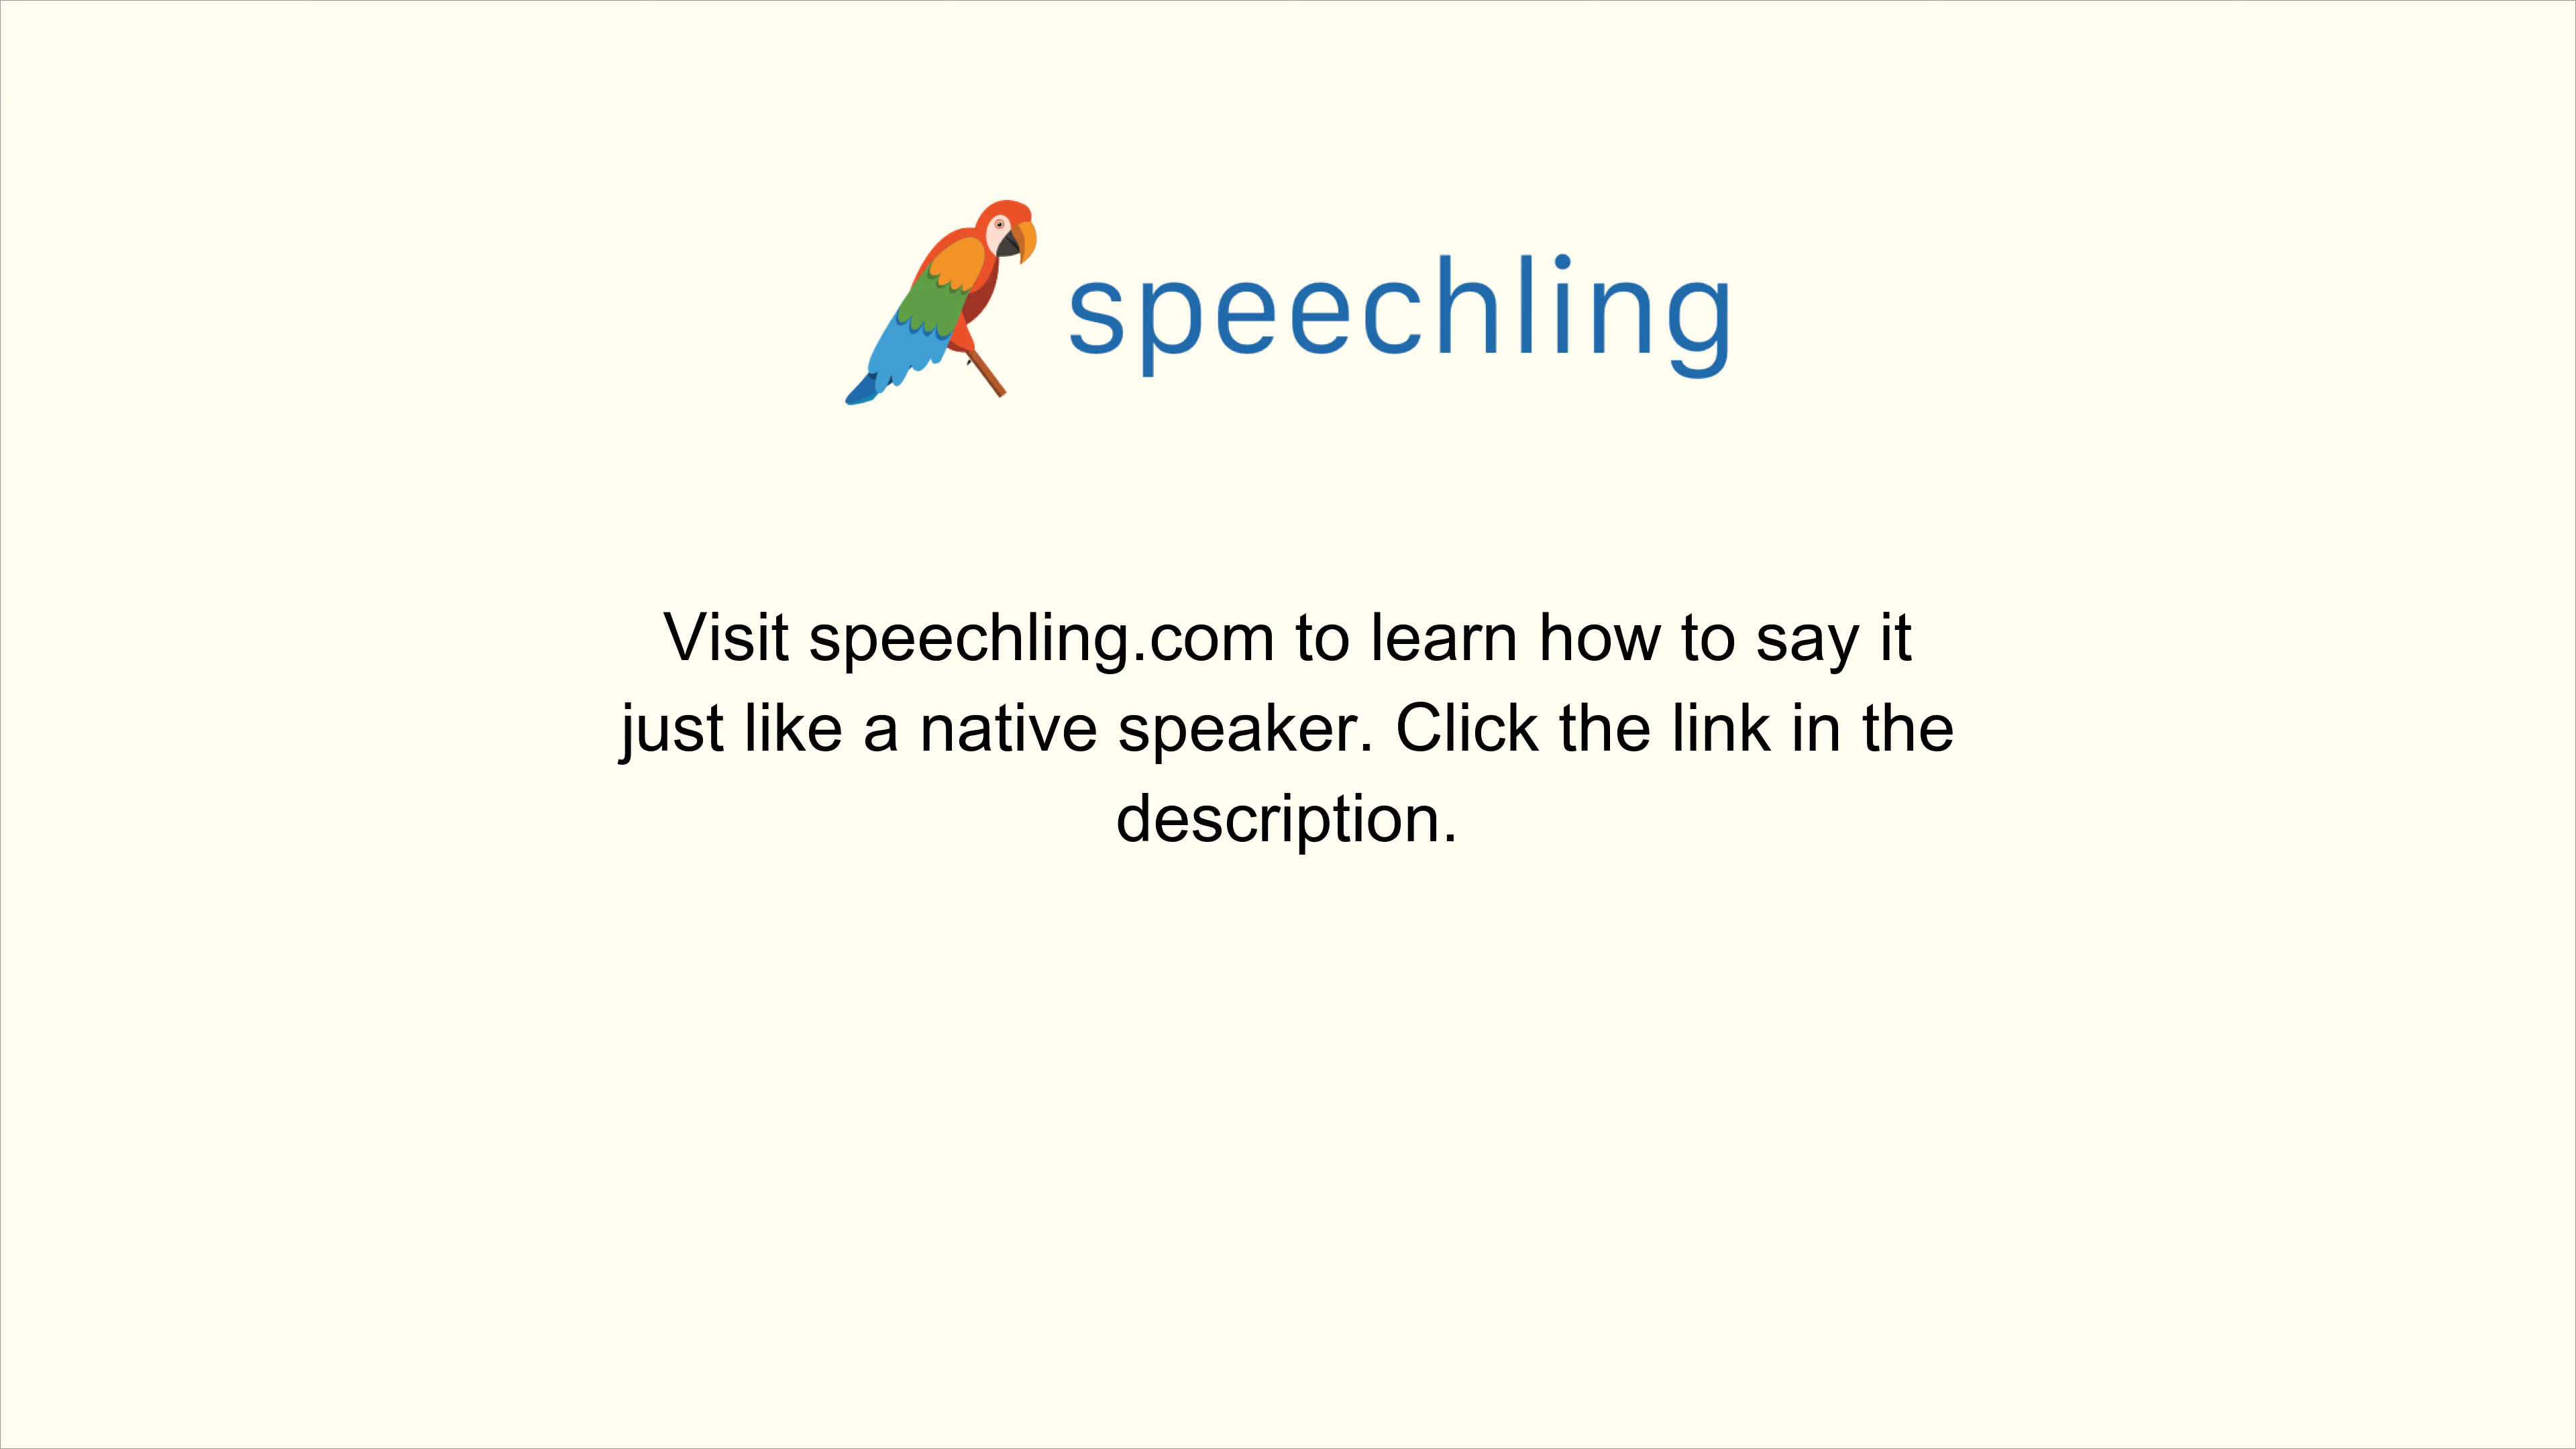 speechling
Visit speechling.com to learn how to say it
just like a native speaker. Click the link in the
description.